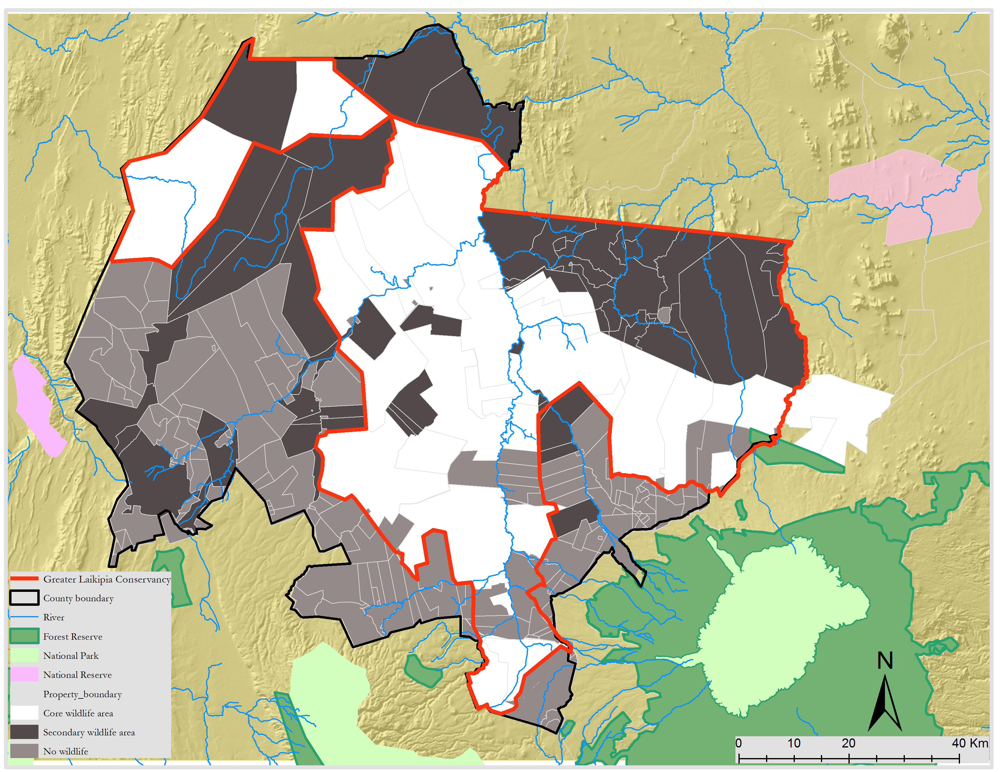 Greater Laikipia Conservancy
County boundary
River
Forest Reserve
National Park
National Reserve
Property_boundary
Core wildlife area
Secondary wildlife area
No wildlife
N
0 10 20 40 Km